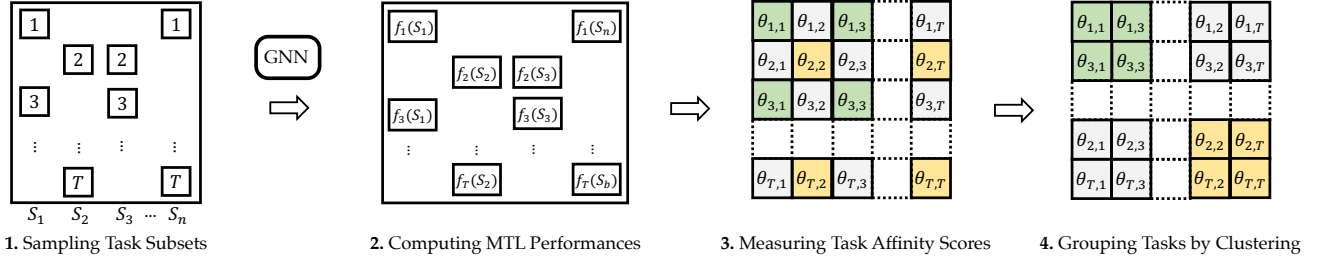 1 1
2 2
3 3
⋮ ⋮ ⋮ ⋮
T T
S₁ S₂ S₃ ⋯ Sₙ
1. Sampling Task Subsets
GNN
f₁(S₁) f₁(Sₙ)
f₂(S₂) f₂(S₃)
f₃(S₁) f₃(S₃)
⋮ ⋮ ⋮ ⋮
f_T(S₂) f_T(S_b)
2. Computing MTL Performances
θ₁,₁ θ₁,₂ θ₁,₃ θ₁,T
θ₂,₁ θ₂,₂ θ₂,₃ θ₂,T
θ₃,₁ θ₃,₂ θ₃,₃ θ₃,T
θT,₁ θT,₂ θT,₃ θT,T
3. Measuring Task Affinity Scores
θ₁,₁ θ₁,₃ θ₁,₂ θ₁,T
θ₃,₁ θ₃,₃ θ₃,₂ θ₃,T
θ₂,₁ θ₂,₃ θ₂,₂ θ₂,T
θT,₁ θT,₃ θT,₂ θT,T
4. Grouping Tasks by Clustering